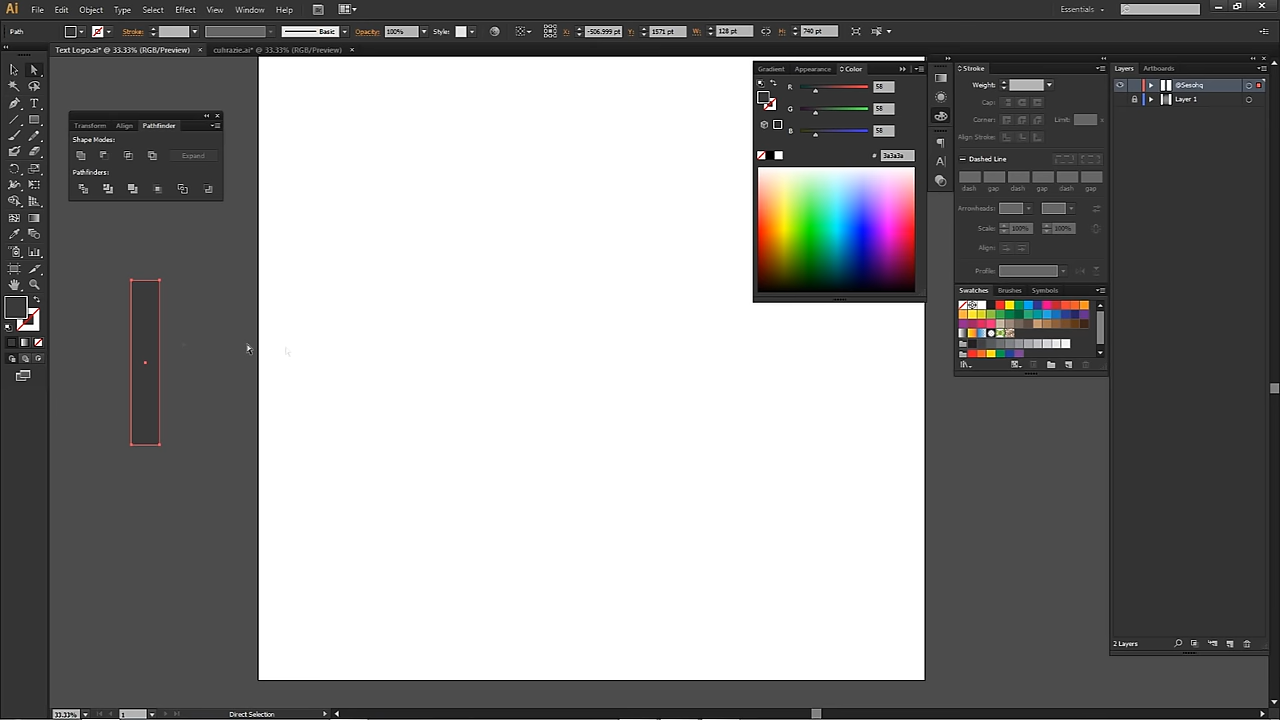 Ai File Edit Object Type Select Effect View Window Help Essentials
Path Stroke: Basic Opacity: 100% Style: X: -506.999 pt Y: 1571 pt W: 128 pt H: 740 pt
Text Logo.ai* @ 33.33% (RGB/Preview) × cuhrazie.ai* @ 33.33% (RGB/Preview) ×
Transform Align Pathfinder
Shape Modes:
Expand
Pathfinders:
Gradient Appearance Color
R 58
G 58
B 58
# 3a3a3a
Stroke
Weight:
Cap:
Corner: Limit: x
Align Stroke:
Dashed Line
dash gap dash gap dash gap
Arrowheads:
Scale: 100% 100%
Align:
Profile:
Swatches Brushes Symbols
Layers Artboards
@Sesohq
Layer 1
2 Layers
33.33% 1 Direct Selection